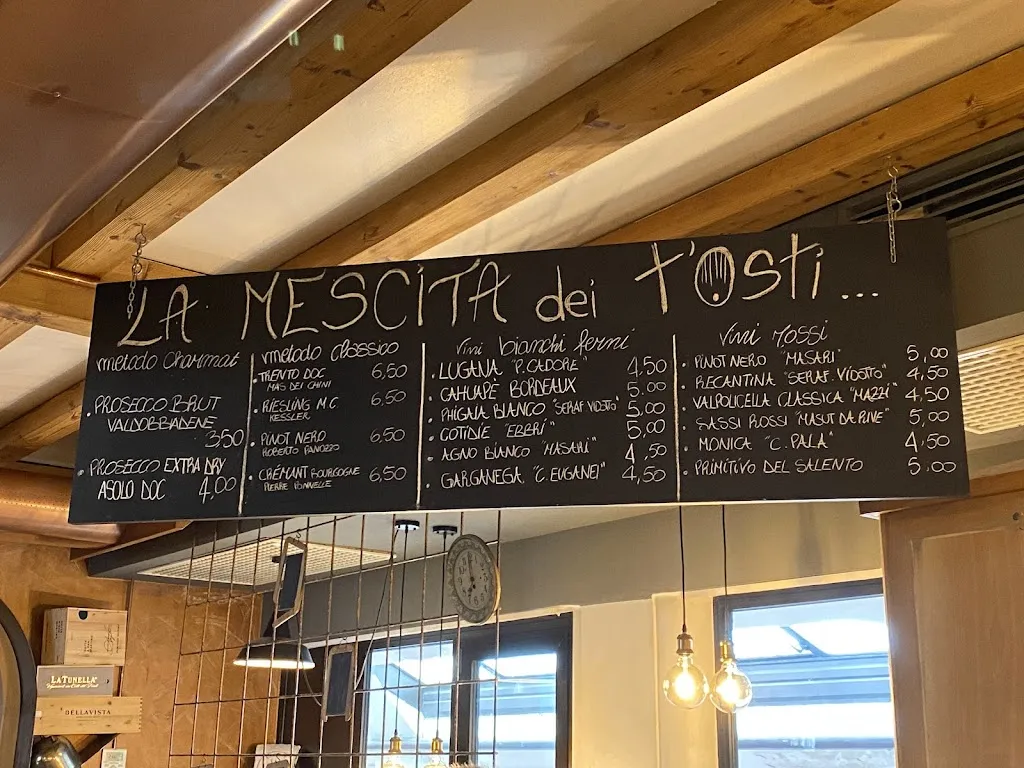 LA MESCITA dei T'Osti...
metodo Charmat
PROSECCO BRUT
VALDOBBIADENE
3,50
PROSECCO EXTRA DRY
ASOLO DOC 4,00
metodo classico
TRENTO DOC 6,50
MAS DEI CHINI
RIESLING M.C. 6,50
KESSLER
PINOT NERO 6,50
ROBERTO
CRÉMANT BOURGOGNE 6,50
PIERRE PONNELLE
Vini bianchi fermi
LUGANA "P. CADORE" 4,50
CAHUAPÈ BORDEAUX 5,00
PHIGAIA BIANCO "SERAF. VIDOTTO" 5,00
COTIDIE "EBBRI" 5,00
AGNO BIANCO "MASARI" 4,50
GARGANEGA "C. EUGANEI" 4,50
Vini rossi
PINOT NERO "MASARI" 5,00
RECANTINA "SERAF. VIDOTTO" 4,50
VALPOLICELLA CLASSICA "MAZZI" 4,50
SASSI ROSSI "MASUT DA RIVE" 5,00
MONICA "C. PALA" 4,50
PRIMITIVO DEL SALENTO 5,00
LA TUNELLA
BELLAVISTA